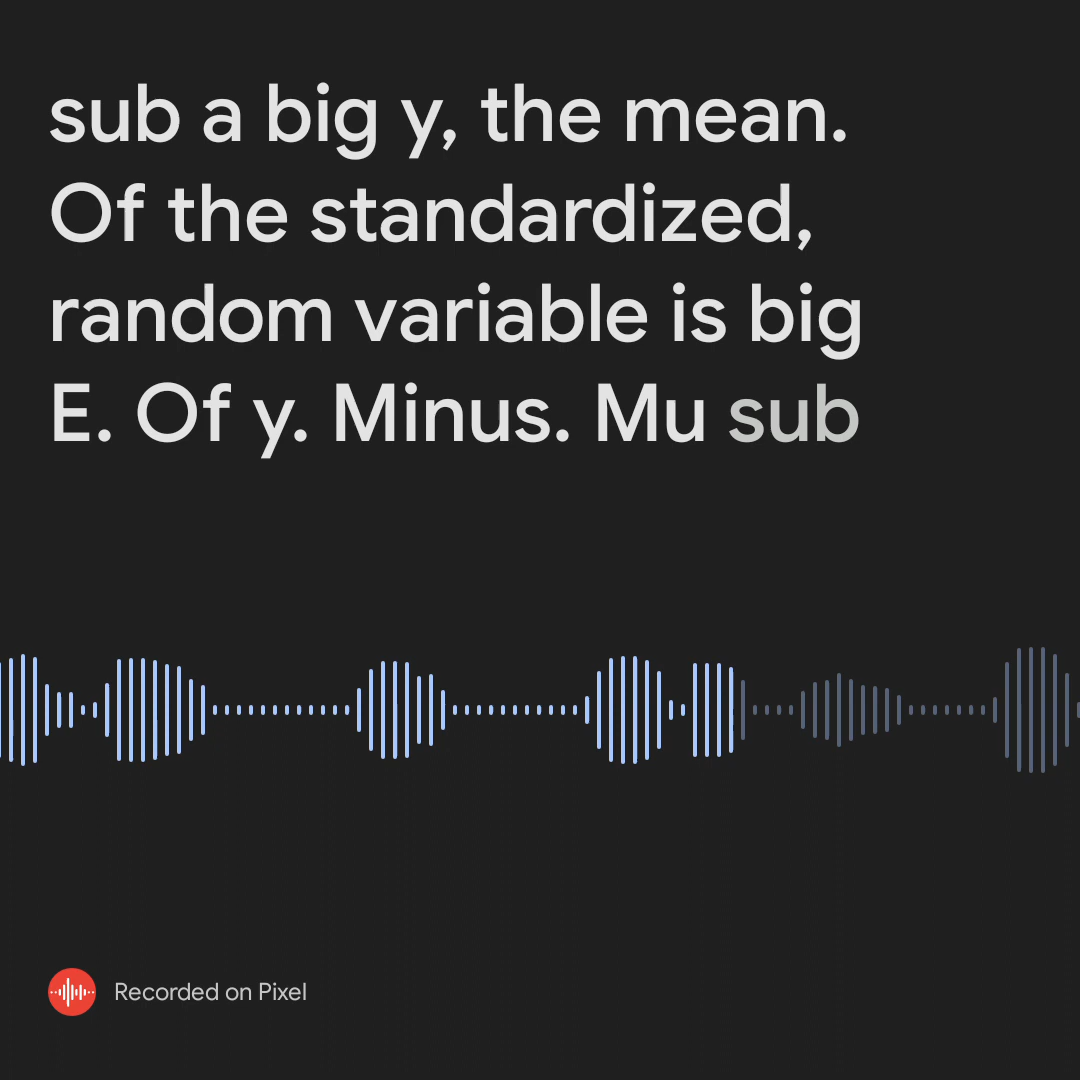 sub a big y, the mean.
Of the standardized,
random variable is big
E. Of y. Minus. Mu sub
Recorded on Pixel